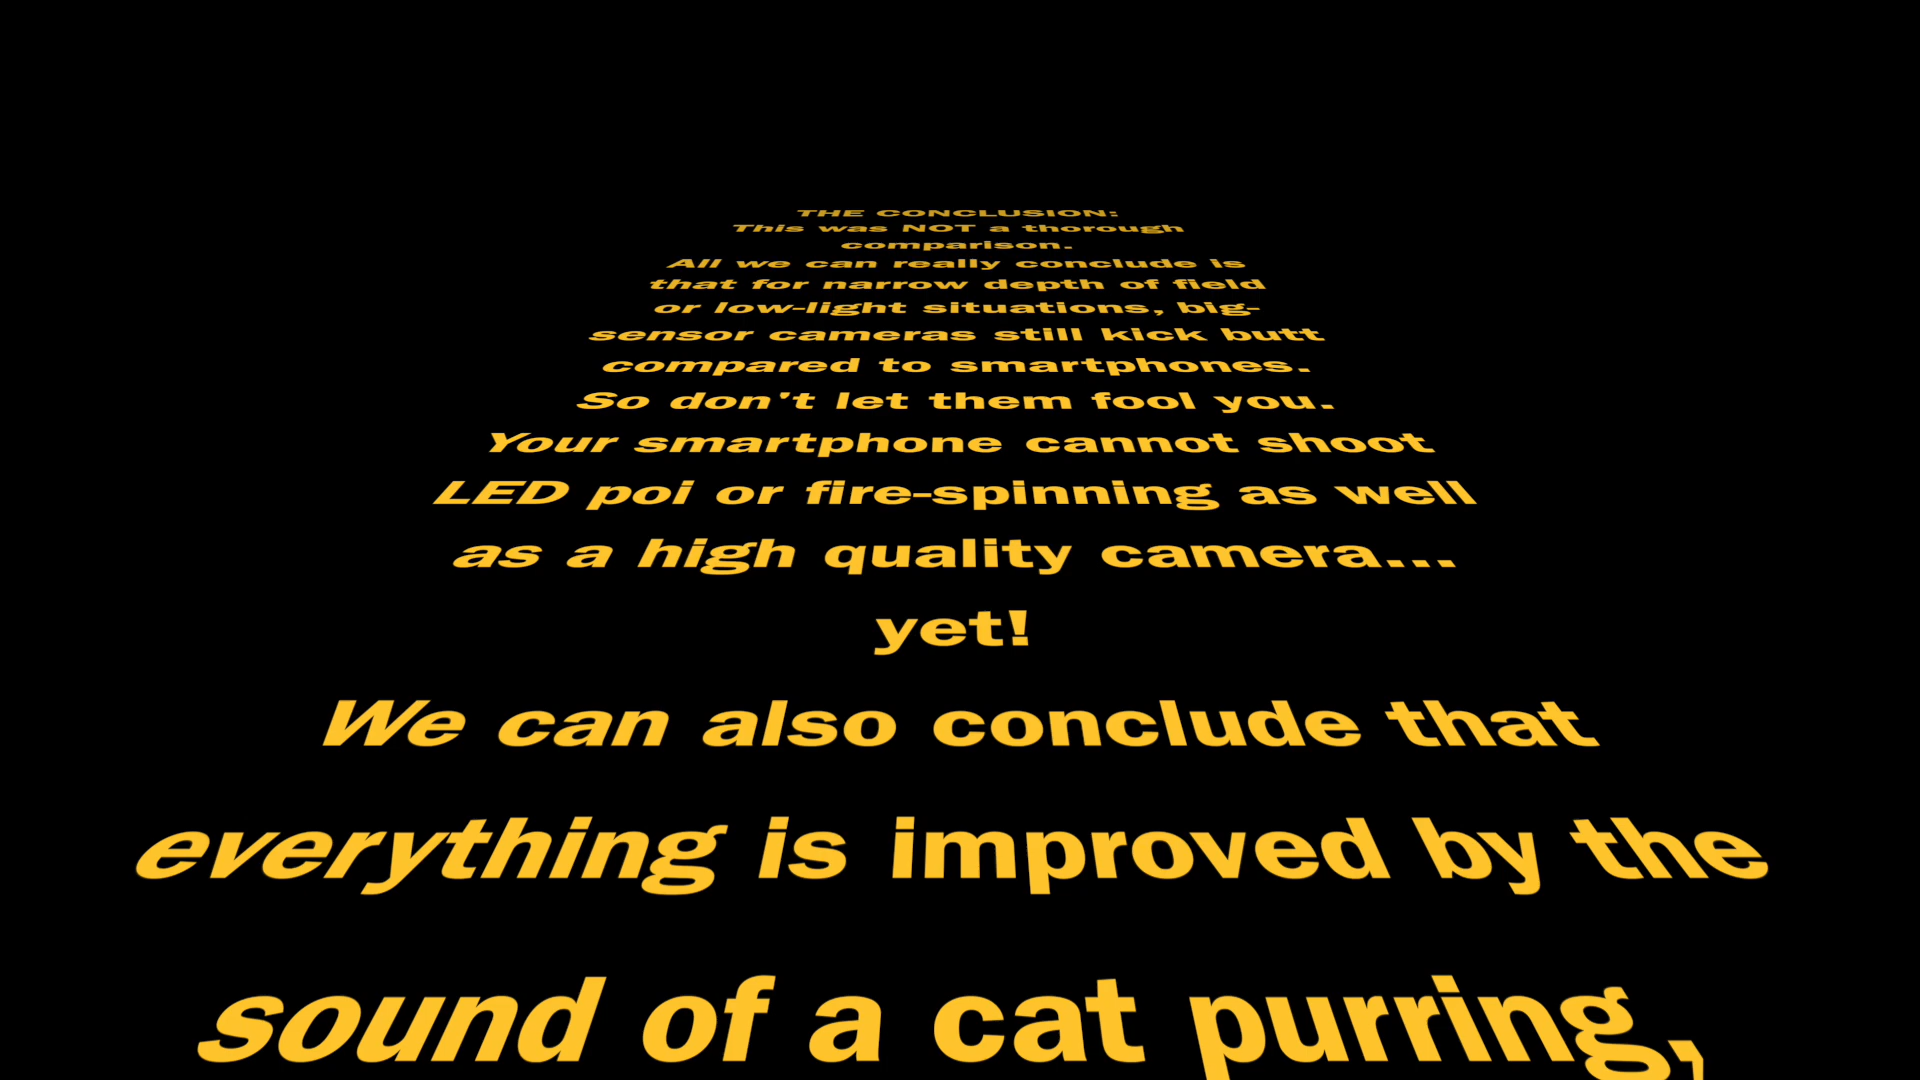 THE CONCLUSION:
This was NOT a thorough
comparison.
All we can really conclude is
that for narrow depth of field
or low-light situations, big-
sensor cameras still kick butt
compared to smartphones.
So don't let them fool you.
Your smartphone cannot shoot
LED poi or fire-spinning as well
as a high quality camera...
yet!
We can also conclude that
everything is improved by the
sound of a cat purring,